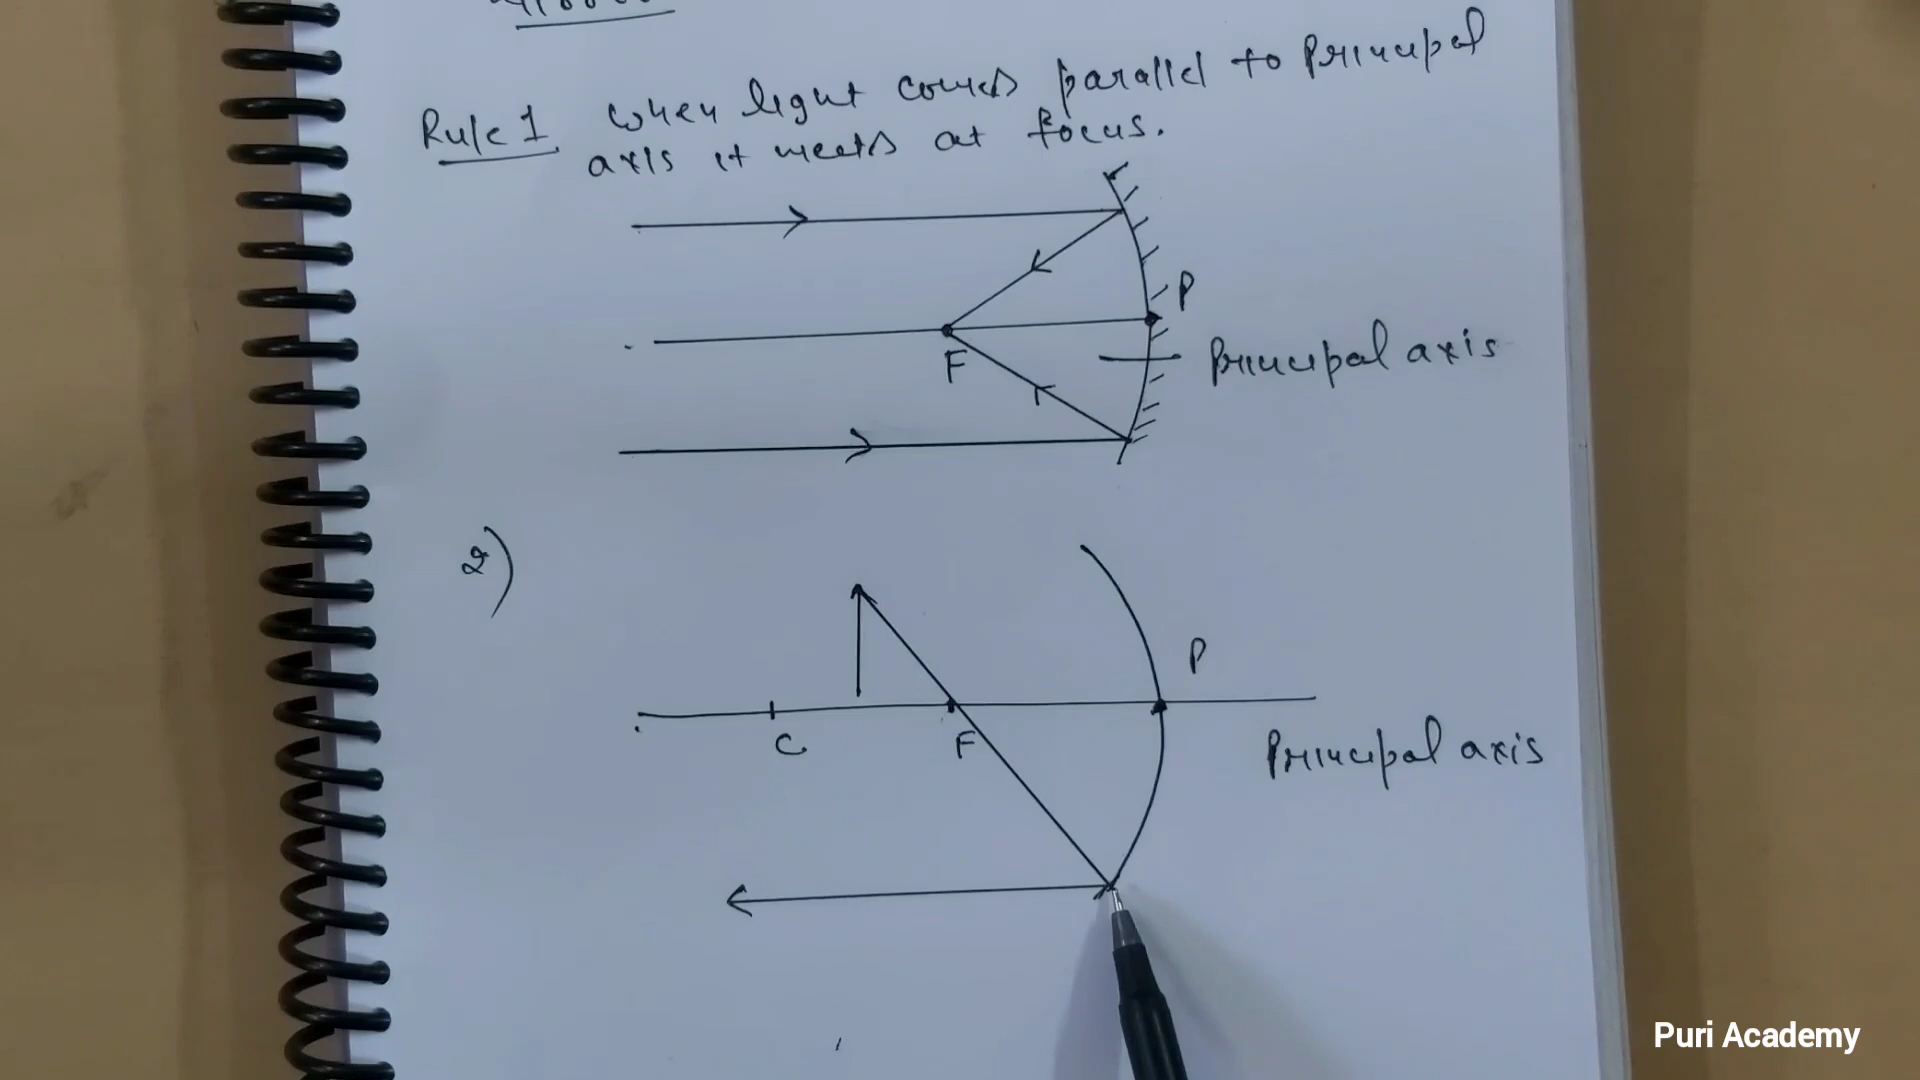 Rule 1 when light comes parallel to Principal
axis it meets at focus.
P
F
Principal axis
2)
P
C
F
Principal axis
Puri Academy